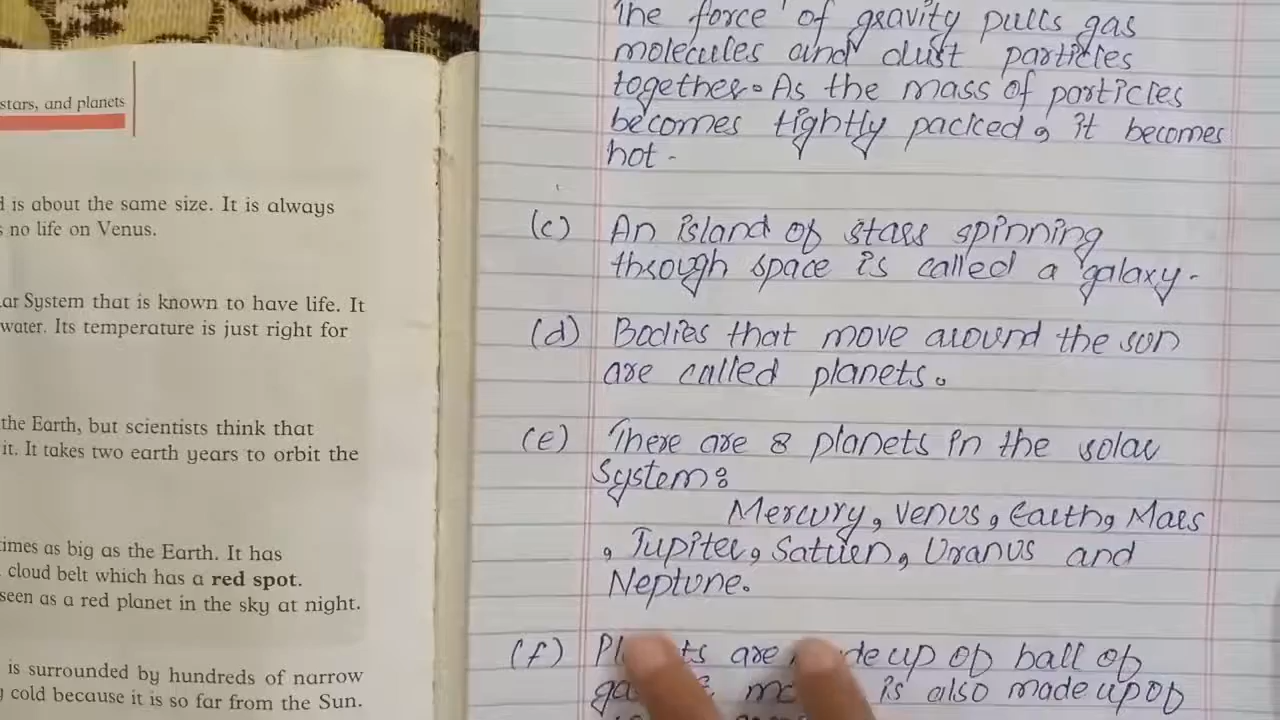 stars, and planets
is about the same size. It is always
no life on Venus.
ar System that is known to have life. It
water. Its temperature is just right for
the Earth, but scientists think that
it. It takes two earth years to orbit the
imes as big as the Earth. It has
cloud belt which has a red spot.
seen as a red planet in the sky at night.
is surrounded by hundreds of narrow
cold because it is so far from the Sun.
The force of gravity pulls gas
molecules and dust particles
together. As the mass of particles
becomes tightly packed, it becomes
hot.
(c) An island of stars spinning
through space is called a galaxy.
(d) Bodies that move around the sun
are called planets.
(e) There are 8 planets in the solar
System:
Mercury, Venus, Earth, Mars
, Jupiter, Satturn, Uranus and
Neptune.
(f) are up of ball of
is also made up of